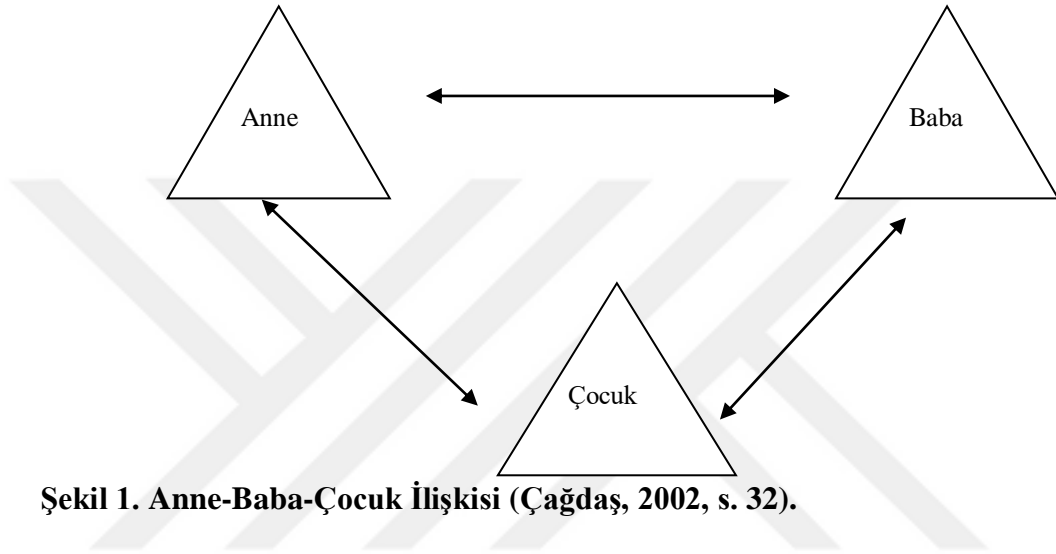 Anne
Baba
Çocuk
Şekil 1. Anne-Baba-Çocuk İlişkisi (Çağdaş, 2002, s. 32).